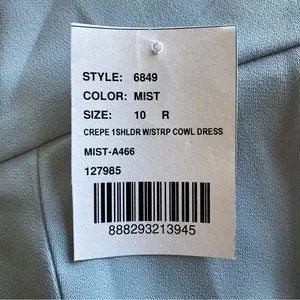 STYLE: 6849
COLOR: MIST
SIZE: 10 R
CREPE 1SHLDR W/STRP COWL DRESS
MIST-A466
127985
888293213945